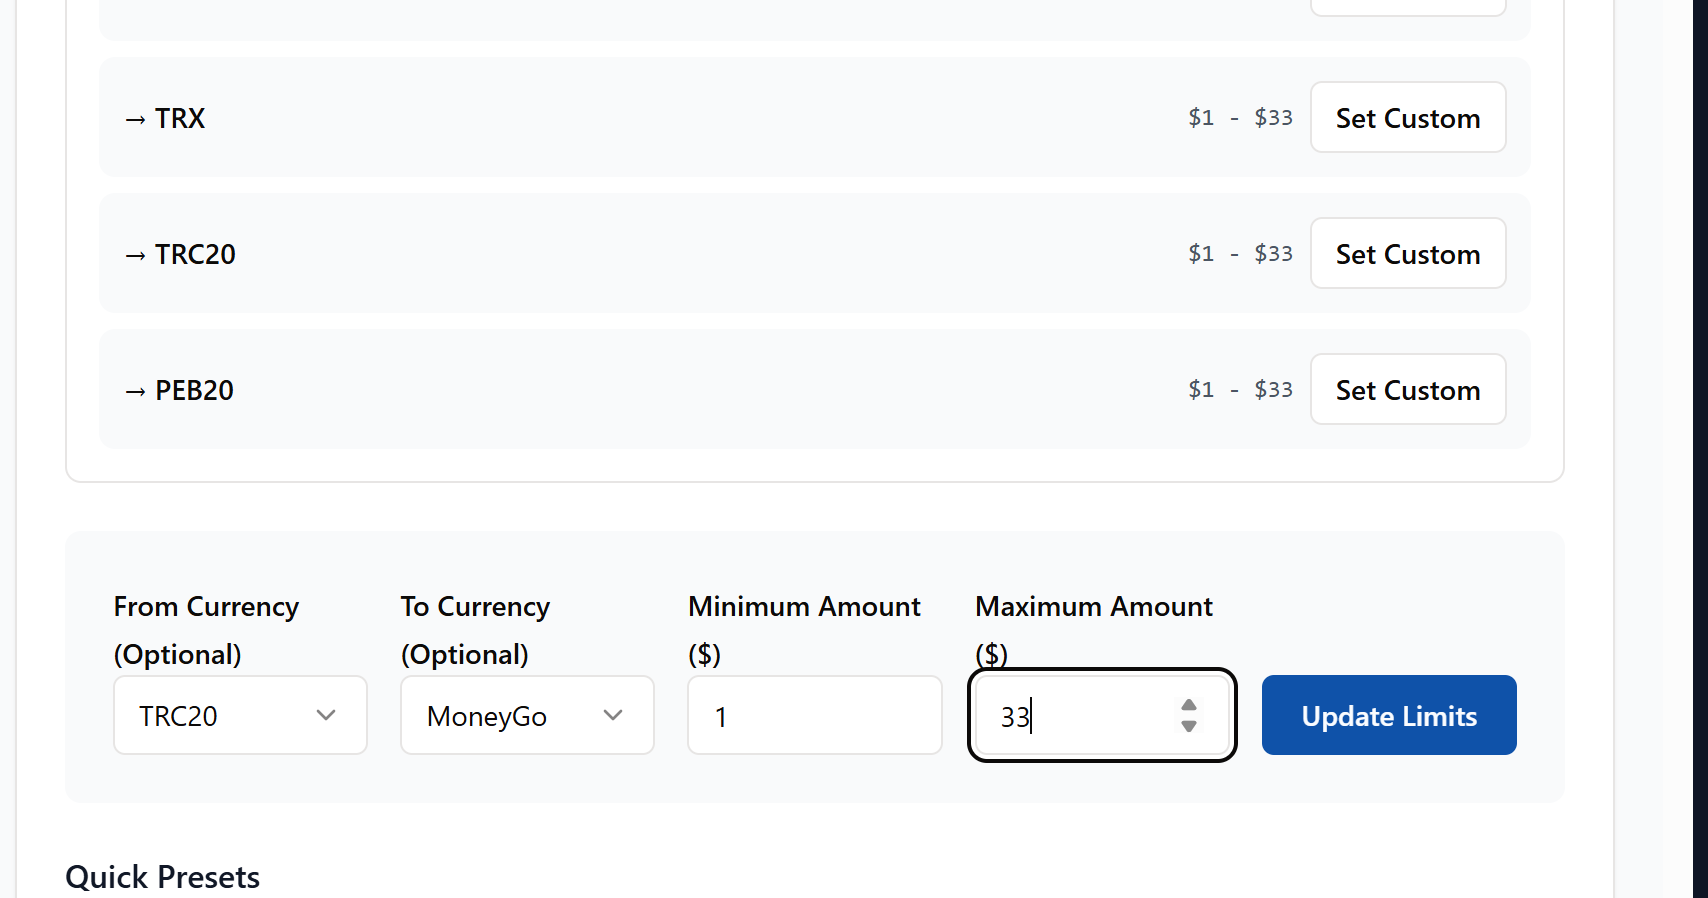 → TRX $1 - $33 Set Custom
→ TRC20 $1 - $33 Set Custom
→ PEB20 $1 - $33 Set Custom
From Currency (Optional)
To Currency (Optional)
Minimum Amount ($)
Maximum Amount ($)
TRC20 MoneyGo 1 33 Update Limits
Quick Presets